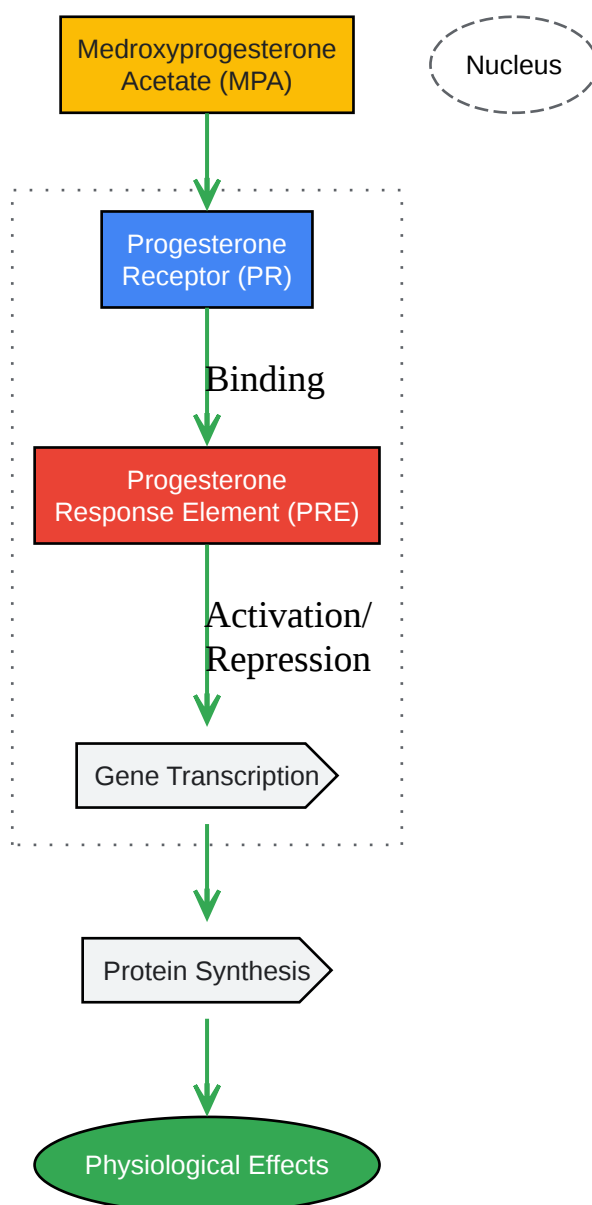 Medroxyprogesterone
Acetate (MPA)
Nucleus
Progesterone
Receptor (PR)
Binding
Progesterone
Response Element (PRE)
Activation/
Repression
Gene Transcription
Protein Synthesis
Physiological Effects